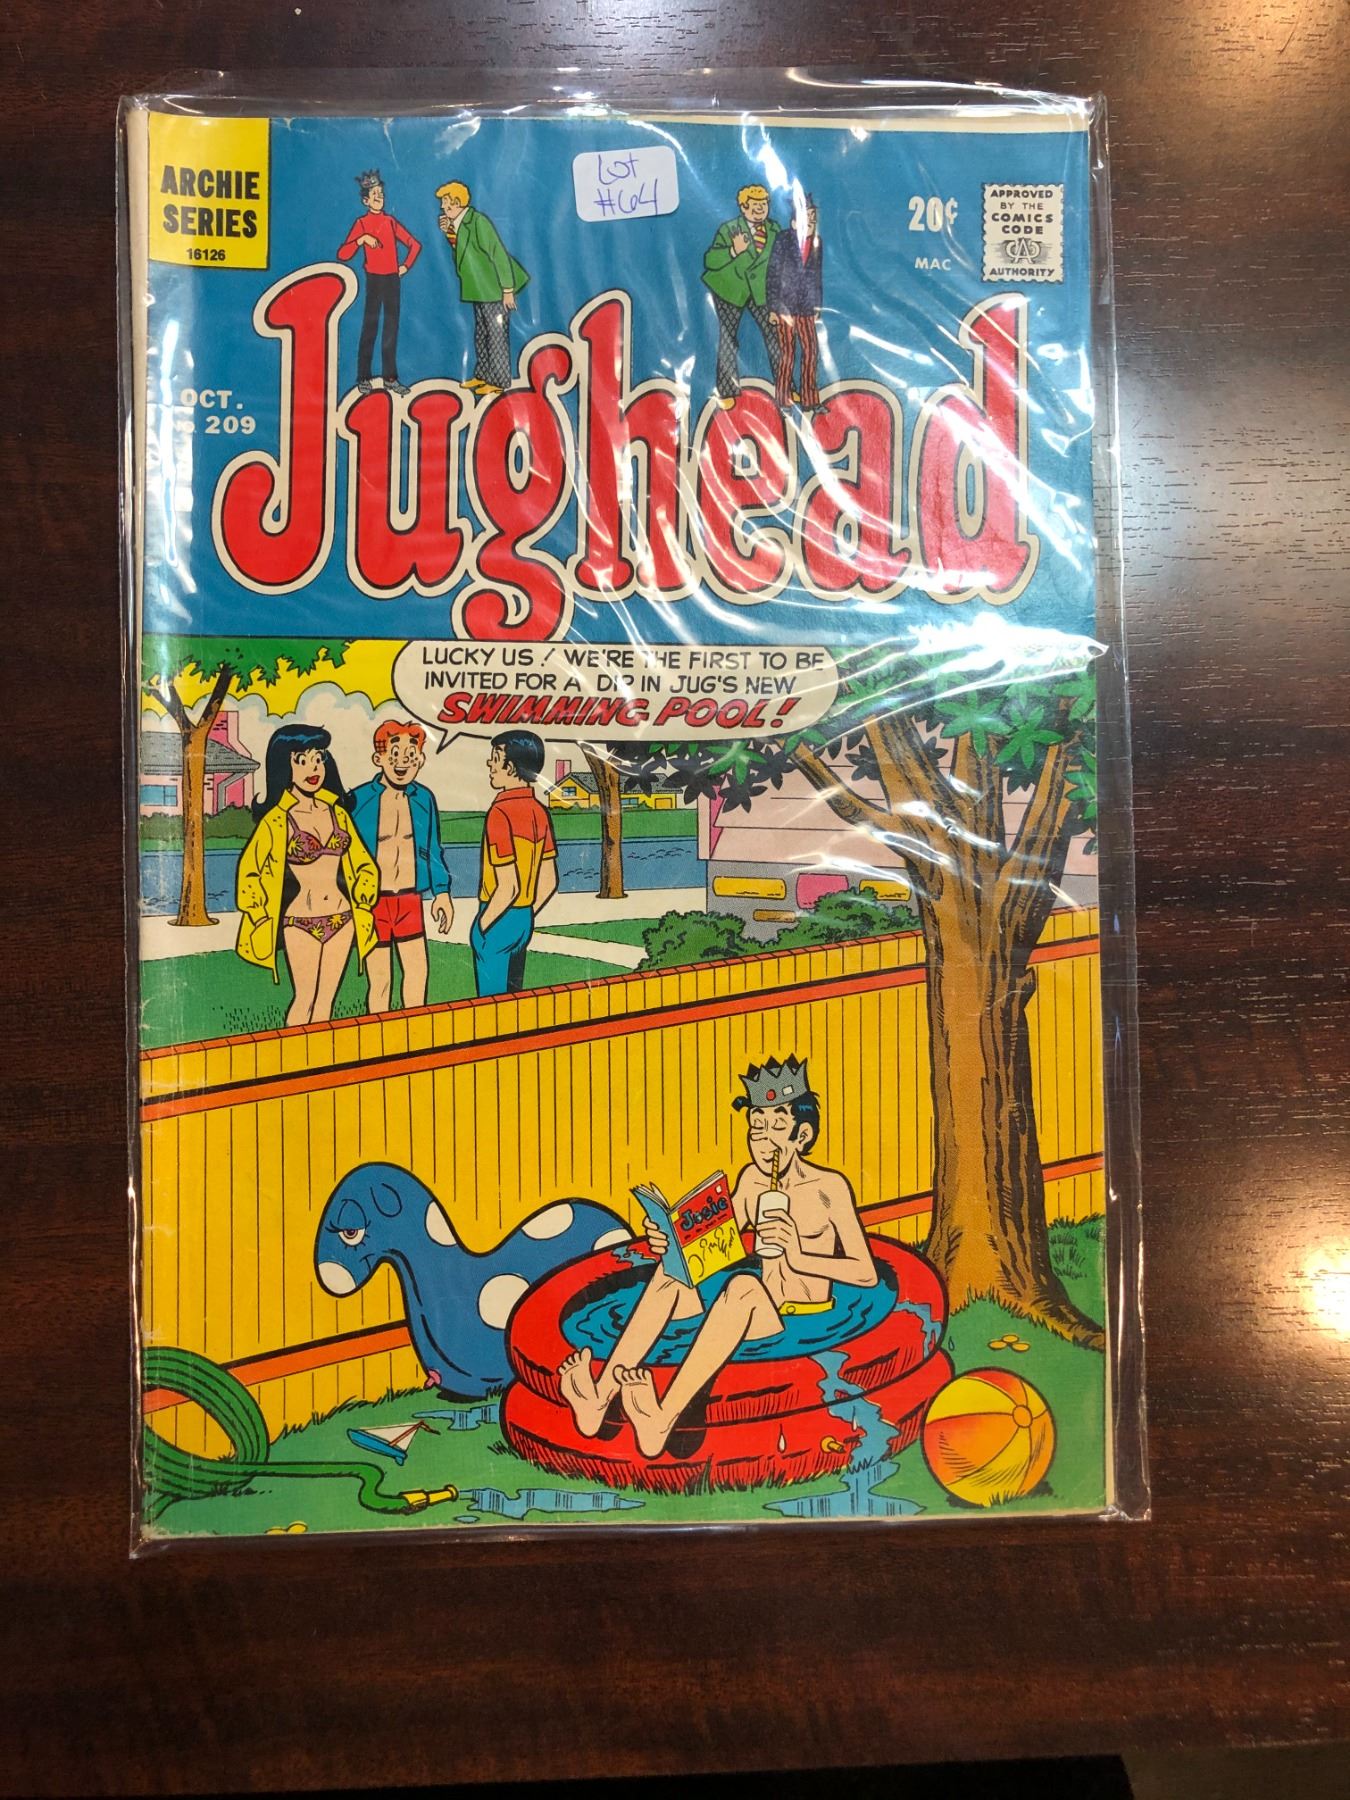 ARCHIE
SERIES
16126
Lot
#64
20¢
MAC
APPROVED
BY THE
COMICS
CODE
CA
AUTHORITY
OCT.
No. 209
Jughead
LUCKY US! WE'RE THE FIRST TO BE
INVITED FOR A DIP IN JUG'S NEW
SWIMMING POOL!
Josie